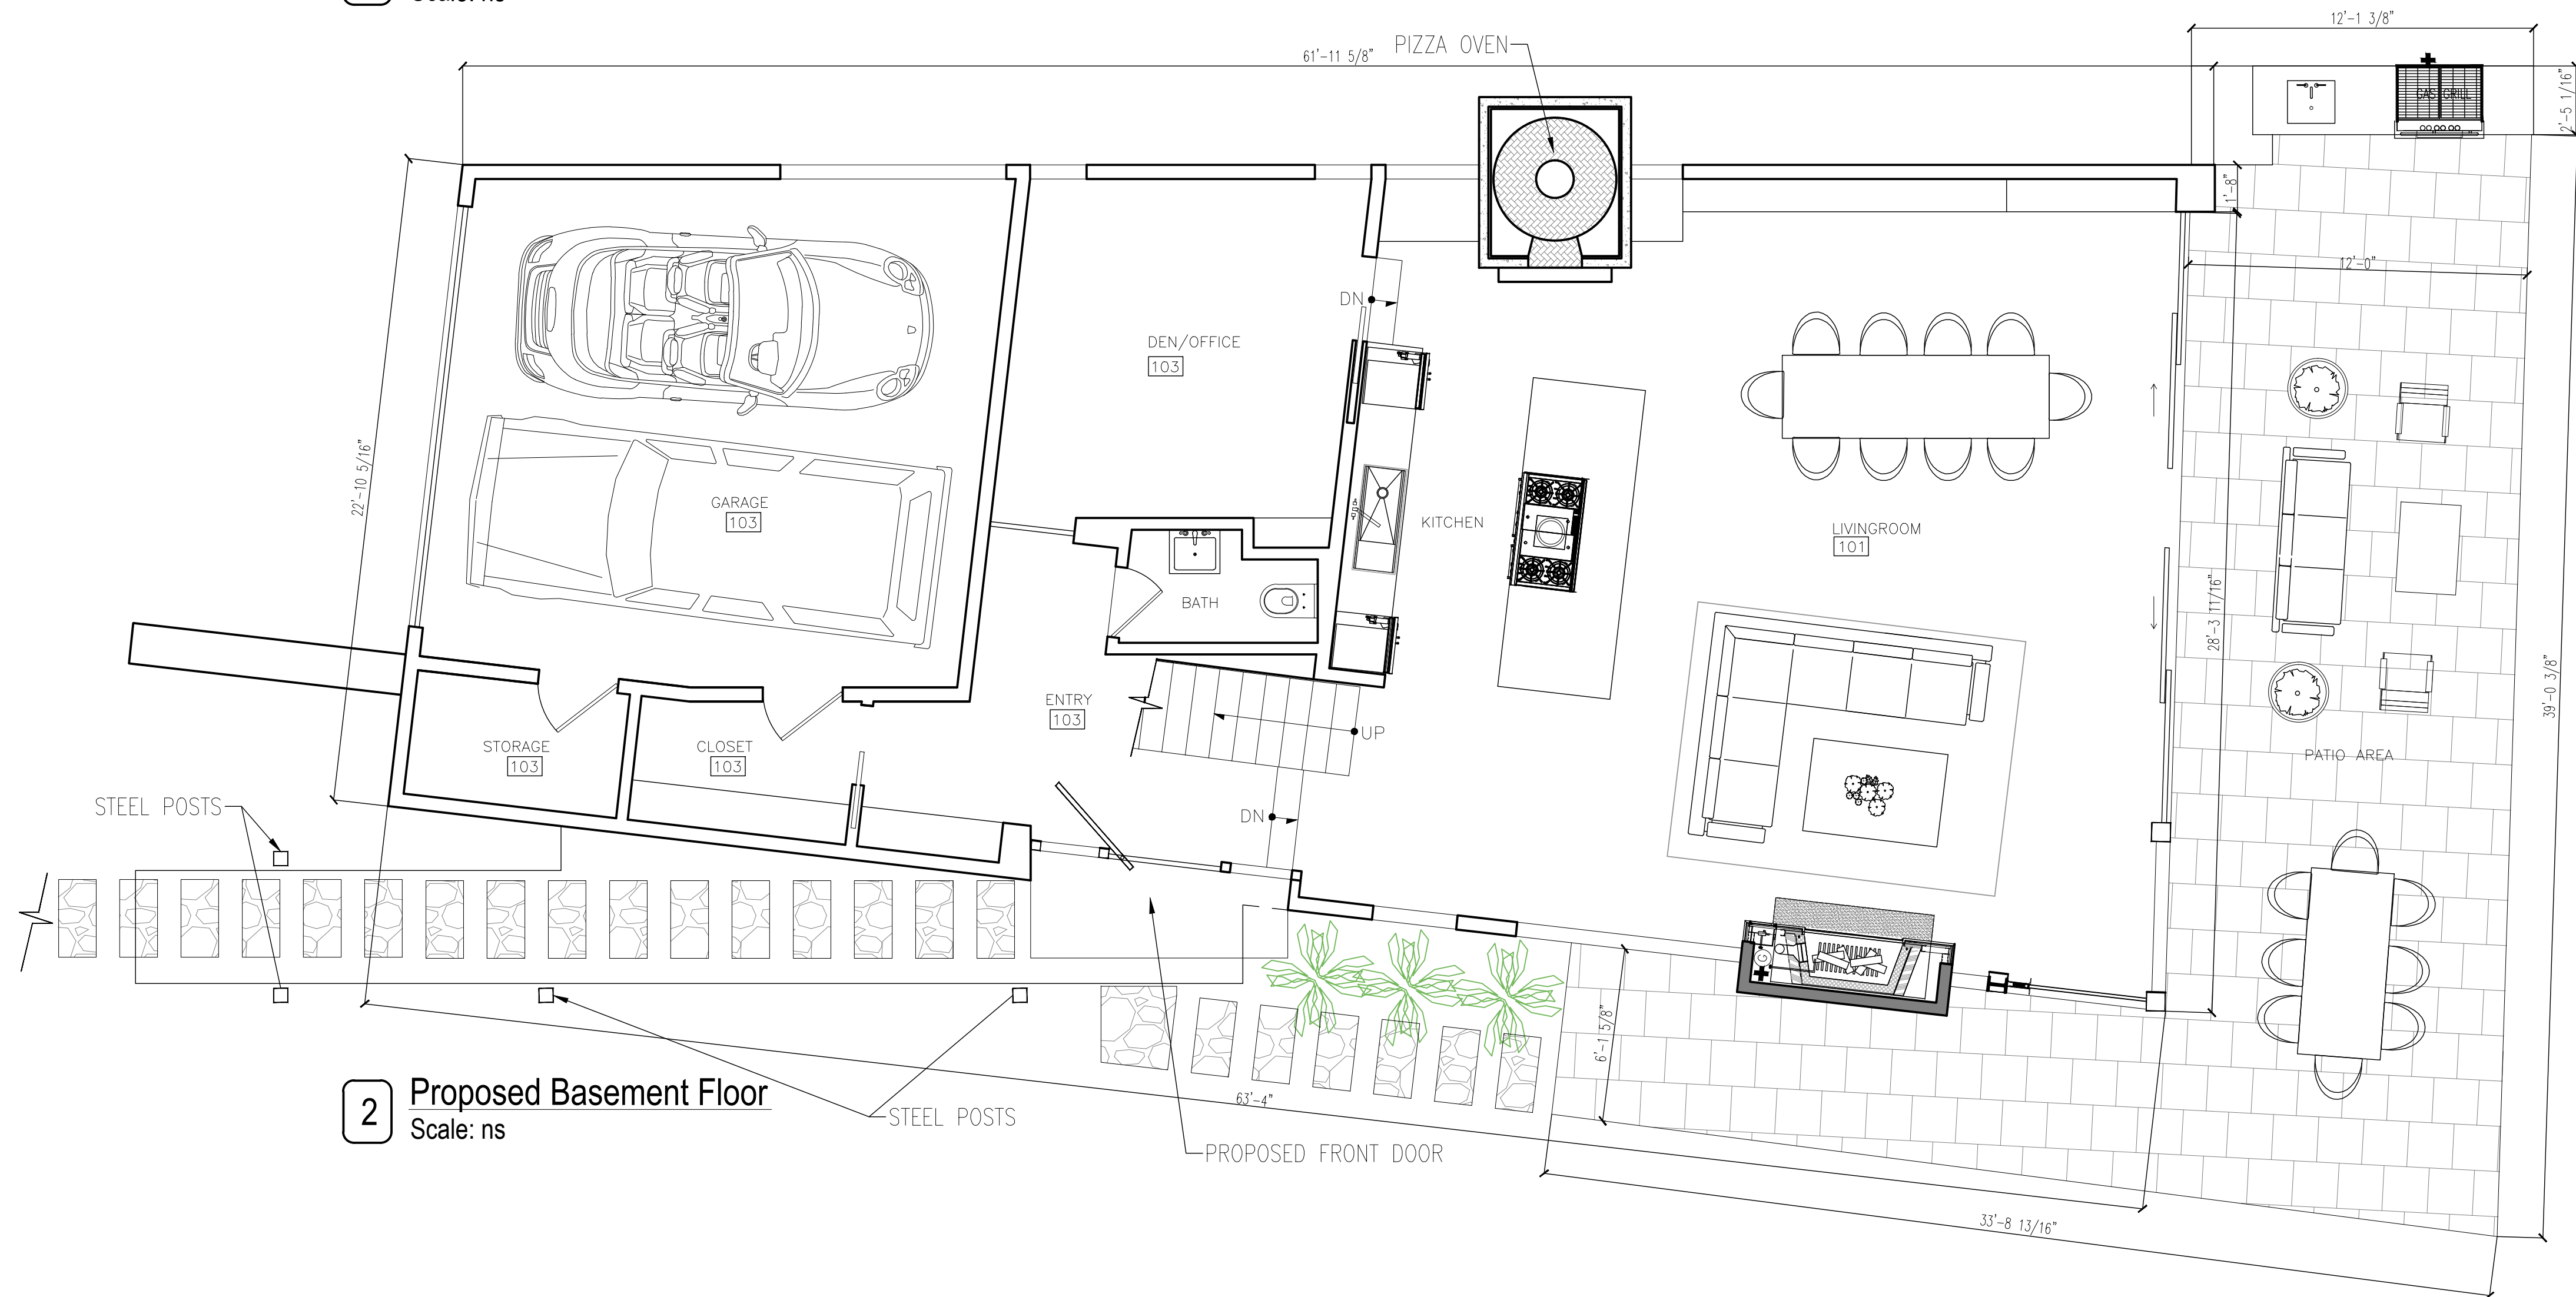 12'-1 3/8"
PIZZA OVEN
61'-11 5/8"
2'-5 1/16"
GAS GRILL
1'-8"
12'-0"
DN
DEN/OFFICE
103
22'-10 5/16"
GARAGE
103
KITCHEN
LIVINGROOM
101
BATH
28'-3 11/16"
39'-0 3/8"
ENTRY
103
UP
STORAGE
103
CLOSET
103
PATIO AREA
STEEL POSTS
DN
G
6'-1 5/8"
2
Proposed Basement Floor
Scale: ns
63'-4"
STEEL POSTS
PROPOSED FRONT DOOR
33'-8 13/16"